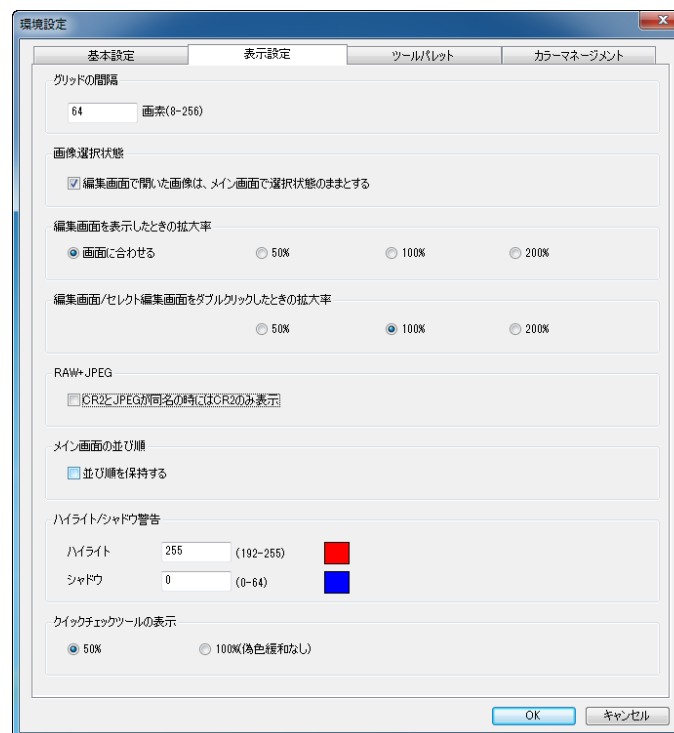 環境設定
基本設定 表示設定 ツールパレット カラーマネージメント
グリッドの間隔
64 画素(8-256)
画像選択状態
編集画面で開いた画像は、メイン画面で選択状態のままとする
編集画面を表示したときの拡大率
画面に合わせる 50% 100% 200%
編集画面/セレクト編集画面をダブルクリックしたときの拡大率
50% 100% 200%
RAW+JPEG
CR2とJPEGが同名の時にはCR2のみ表示
メイン画面の並び順
並び順を保持する
ハイライト/シャドウ警告
ハイライト 255 (192-255)
シャドウ 0 (0-64)
クイックチェックツールの表示
50% 100%(偽色緩和なし)
OK キャンセル